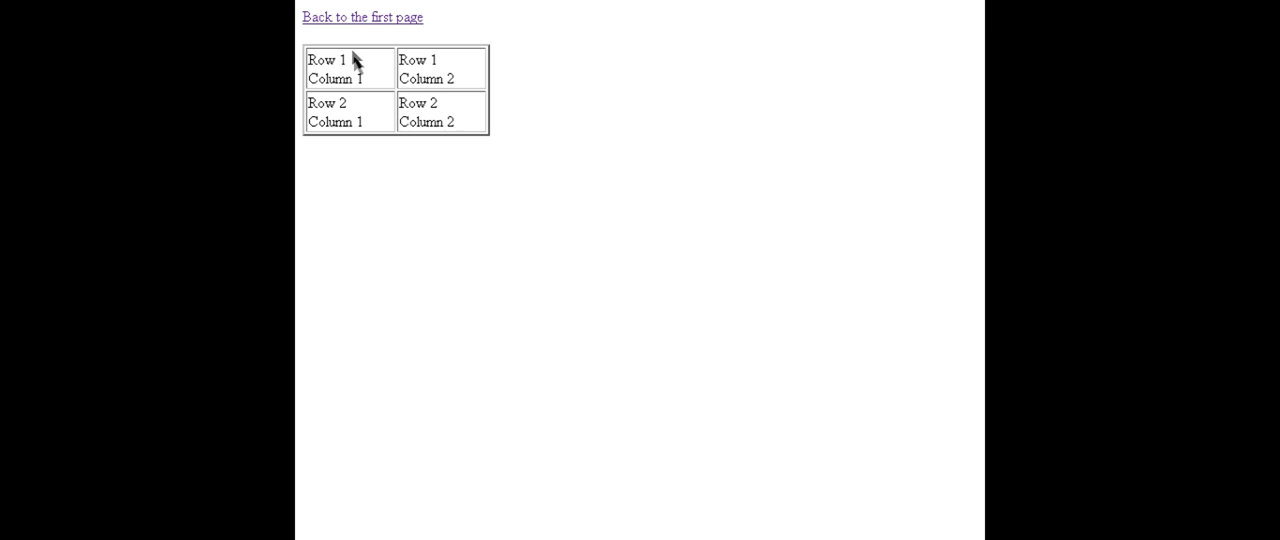 Back to the first page
Row 1 Row 1
Column 1 Column 2
Row 2 Row 2
Column 1 Column 2